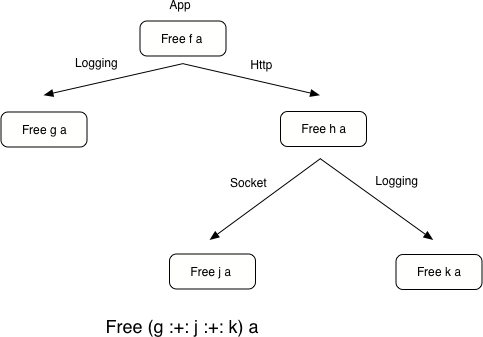 App
Free f a
Logging
Http
Free g a
Free h a
Socket
Logging
Free j a
Free k a
Free (g :+: j :+: k) a